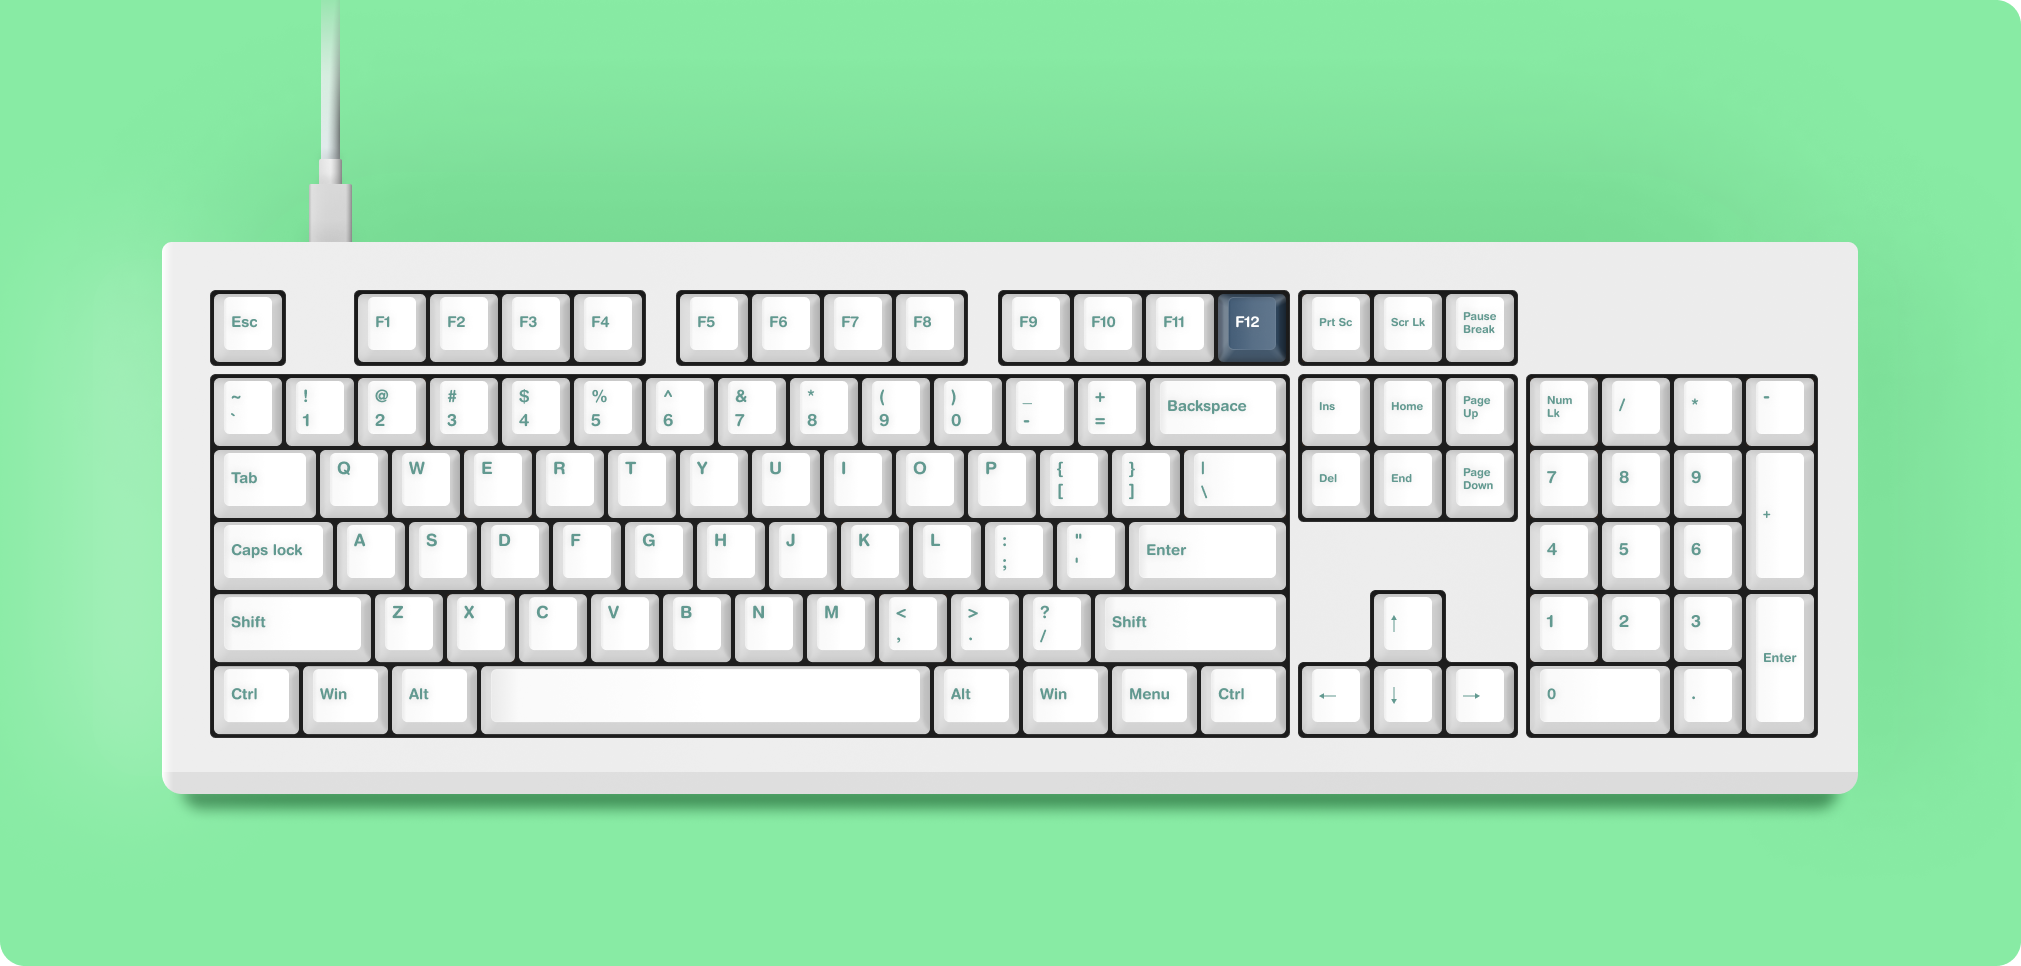 Esc F1 F2 F3 F4 F5 F6 F7 F8 F9 F10 F11 F12 Prt Sc Scr Lk Pause
Break
~ ! @ # $ % ^ & * ( ) _ + Backspace Ins Home Page
Up Num
Lk / * -
` 1 2 3 4 5 6 7 8 9 0 - =
Tab Q W E R T Y U I O P { } | Del End Page
Down 7 8 9 +
[ ] \
Caps lock A S D F G H J K L : " Enter 4 5 6
; '
Shift Z X C V B N M < > ? Shift ↑ 1 2 3 Enter
, . /
Ctrl Win Alt Alt Win Menu Ctrl ← ↓ → 0 .